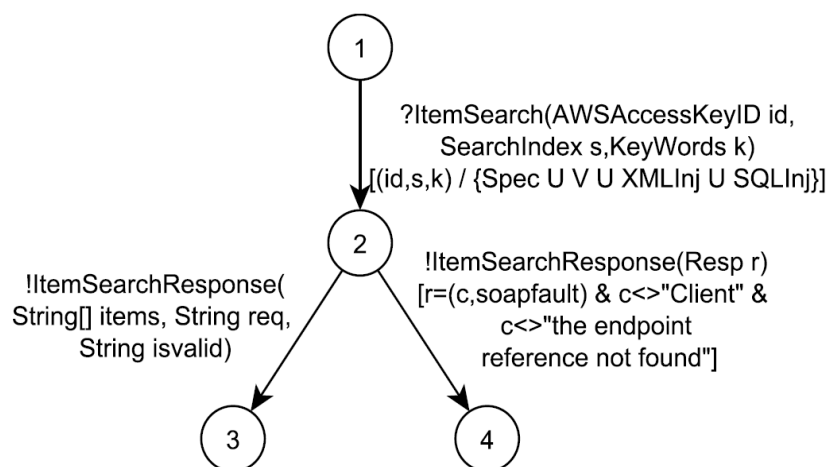 1
?ItemSearch(AWSAccessKeyID id,
SearchIndex s,KeyWords k)
[(id,s,k) / {Spec U V U XMLInj U SQLInj}]
2
!ItemSearchResponse(
String[] items, String req,
String isvalid)
!ItemSearchResponse(Resp r)
[r=(c,soapfault) & c<>"Client" &
c<>"the endpoint
reference not found"]
3
4